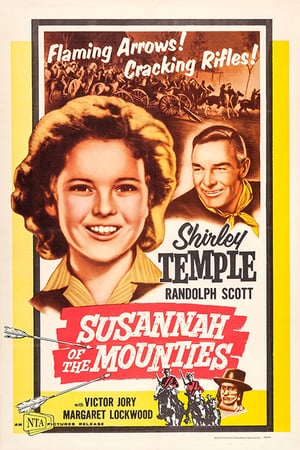 Flaming Arrows!
Cracking Rifles!
Shirley
TEMPLE
RANDOLPH SCOTT
SUSANNAH
OF THE MOUNTIES
with VICTOR JORY
MARGARET LOCKWOOD
AN NTA PICTURES RELEASE